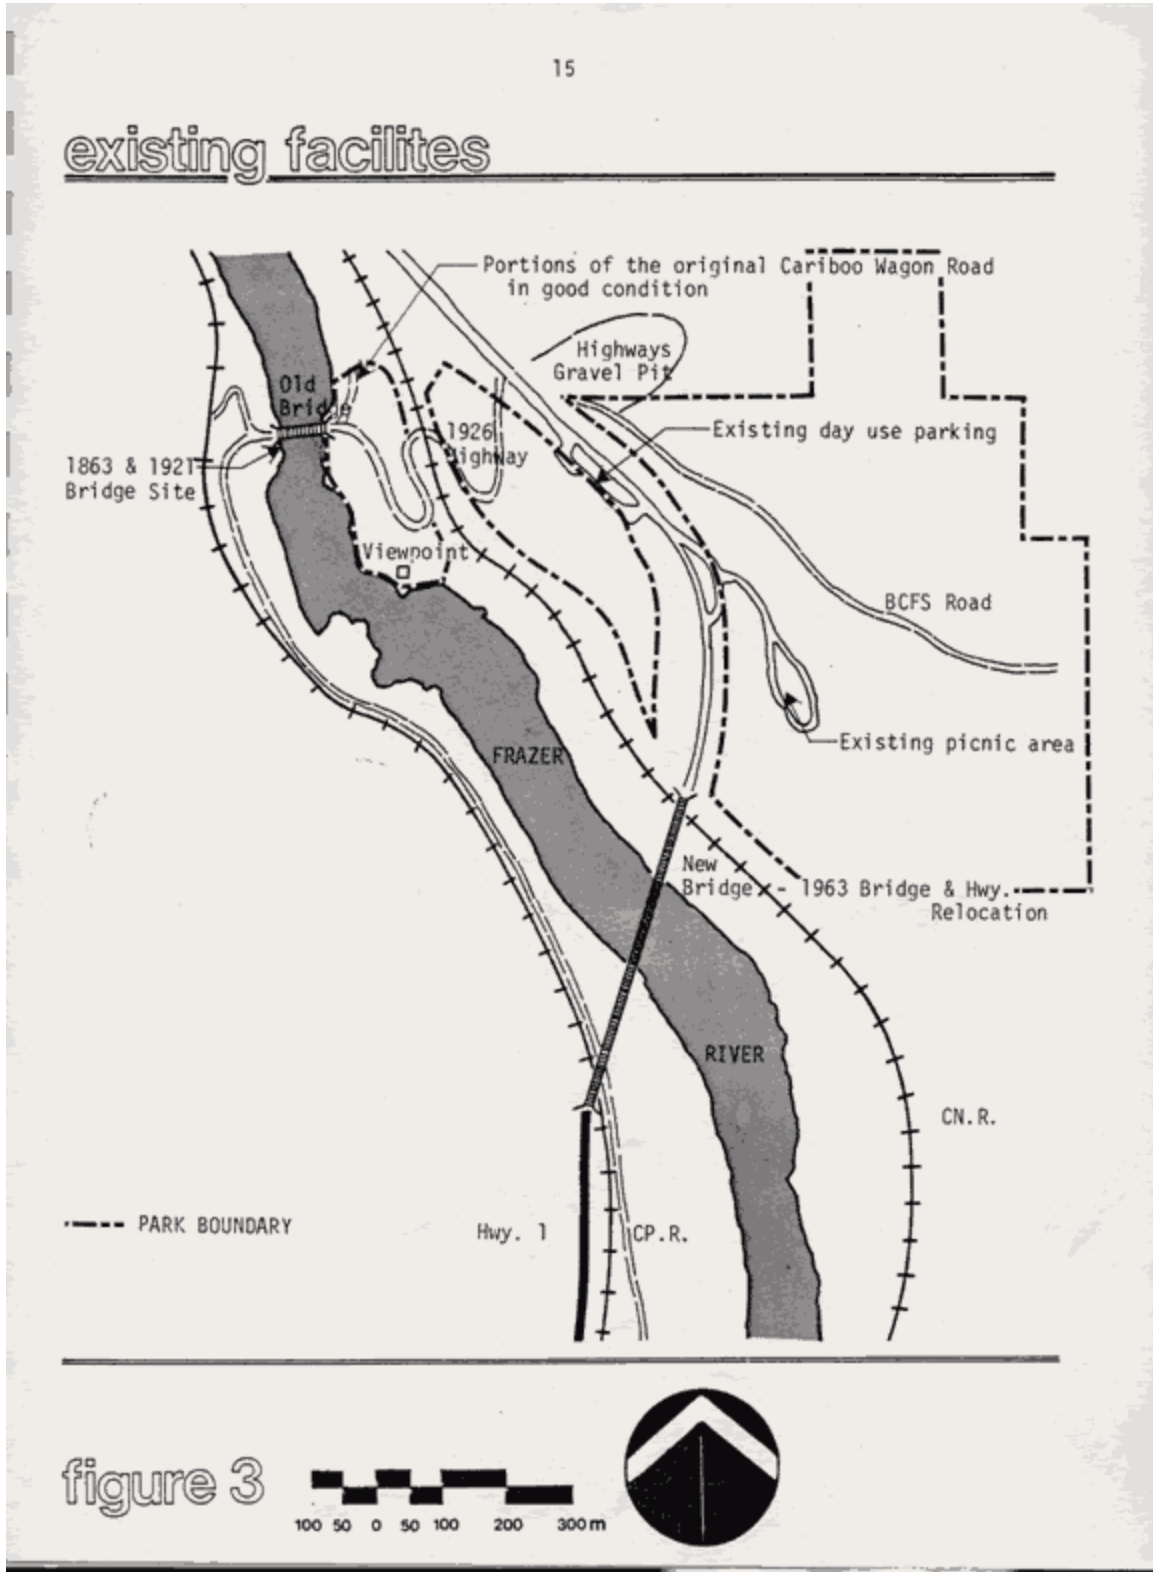 15
existing facilites
Portions of the original Cariboo Wagon Road
in good condition
Highways
Gravel Pit
Old
Bridge
1926
Highway
Existing day use parking
1863 & 1921
Bridge Site
Viewpoint
BCFS Road
FRAZER
Existing picnic area
New
Bridge - 1963 Bridge & Hwy.
Relocation
RIVER
CN.R.
PARK BOUNDARY
Hwy. 1
CP.R.
figure 3
100 50 0 50 100 200 300 m